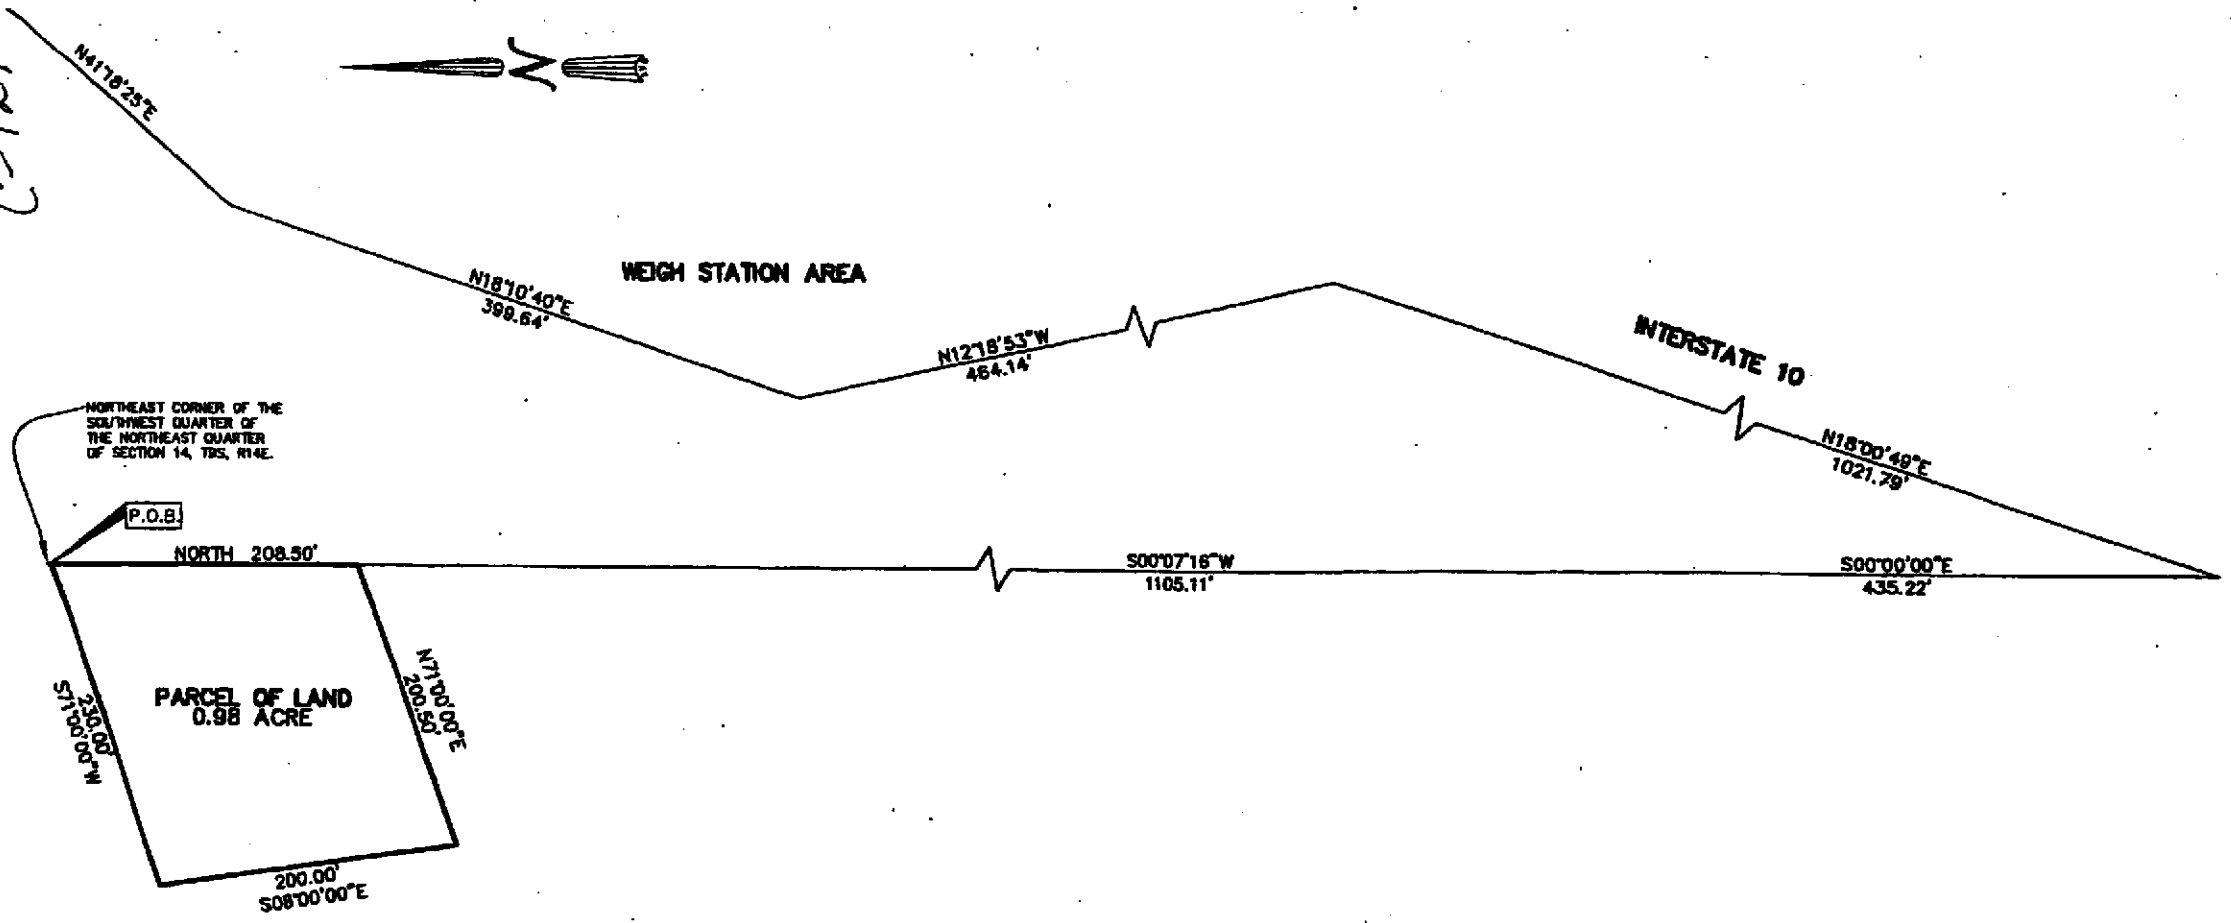 N41°18'25"E
N
WEIGH STATION AREA
N18°10'40"E
399.64'
N12°18'53"W
464.14'
INTERSTATE 10
N18°00'49"E
1021.79'
NORTHEAST CORNER OF THE
SOUTHWEST QUARTER OF
THE NORTHEAST QUARTER
OF SECTION 14, T9S, R14E.
P.O.B.
NORTH 208.50'
S00°07'16"W
1105.11'
S00°00'00"E
435.22'
N71°00'00"E
200.50'
PARCEL OF LAND
0.98 ACRE
230.00'
S71°00'00"W
200.00'
S08°00'00"E